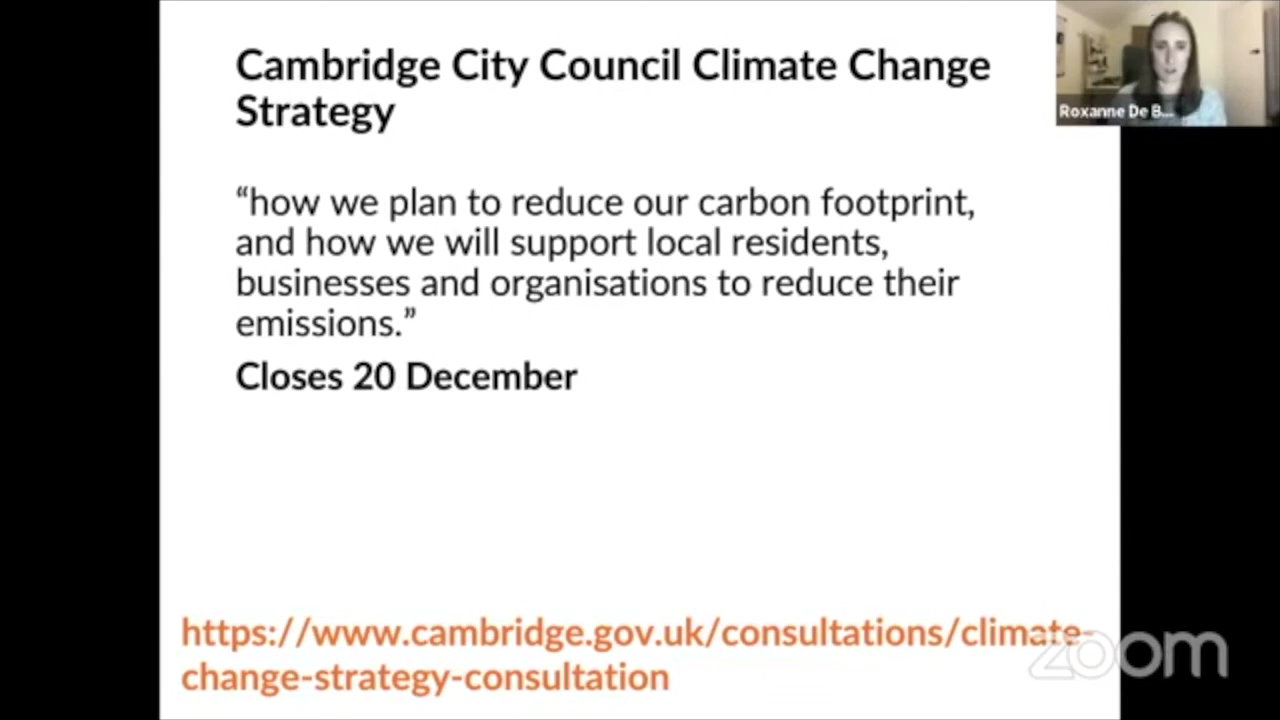 Cambridge City Council Climate Change
Strategy
“how we plan to reduce our carbon footprint,
and how we will support local residents,
businesses and organisations to reduce their
emissions.”
Closes 20 December
https://www.cambridge.gov.uk/consultations/climate-
change-strategy-consultation
Roxanne De B...
zoom